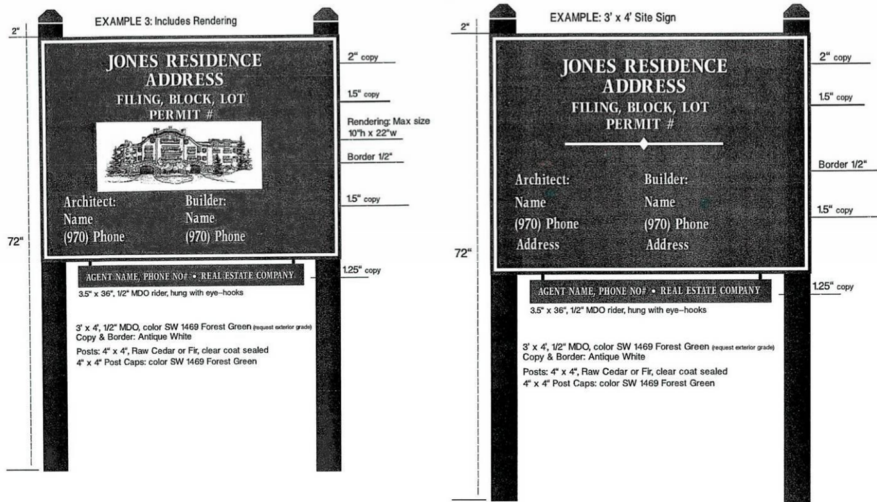 EXAMPLE 3: Includes Rendering
2"
JONES RESIDENCE
ADDRESS
FILING, BLOCK, LOT
PERMIT #
Architect:
Name
(970) Phone
Builder:
Name
(970) Phone
AGENT NAME, PHONE NO# • REAL ESTATE COMPANY
3.5" x 36", 1/2" MDO rider, hung with eye-hooks
3' x 4', 1/2" MDO, color SW 1469 Forest Green (request exterior grade)
Copy & Border: Antique White
Posts: 4" x 4", Raw Cedar or Fir, clear coat sealed
4" x 4" Post Caps: color SW 1469 Forest Green
72"
2" copy
1.5" copy
Rendering: Max size
10"h x 22"w
Border 1/2"
1.5" copy
1.25" copy
EXAMPLE: 3' x 4' Site Sign
2"
JONES RESIDENCE
ADDRESS
FILING, BLOCK, LOT
PERMIT #
Architect:
Name
(970) Phone
Address
Builder:
Name
(970) Phone
Address
AGENT NAME, PHONE NO# • REAL ESTATE COMPANY
3.5" x 36", 1/2" MDO rider, hung with eye-hooks
3' x 4', 1/2" MDO, color SW 1469 Forest Green (request exterior grade)
Copy & Border: Antique White
Posts: 4" x 4", Raw Cedar or Fir, clear coat sealed
4" x 4" Post Caps: color SW 1469 Forest Green
72"
2" copy
1.5" copy
Border 1/2"
1.5" copy
1.25" copy